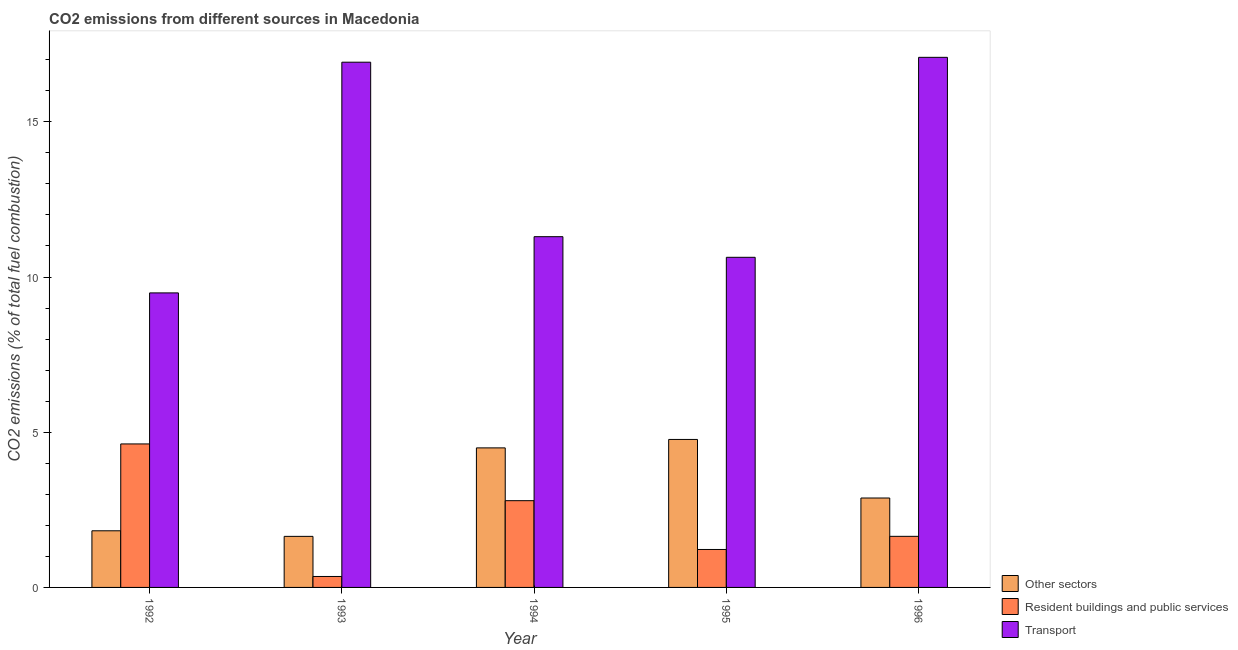 CO2 emissions from different sources in Macedonia
CO2 emissions (% of total fuel combustion)
15
10
5
0
1992
1993
1994
1995
1996
Year
Other sectors
Resident buildings and public services
Transport